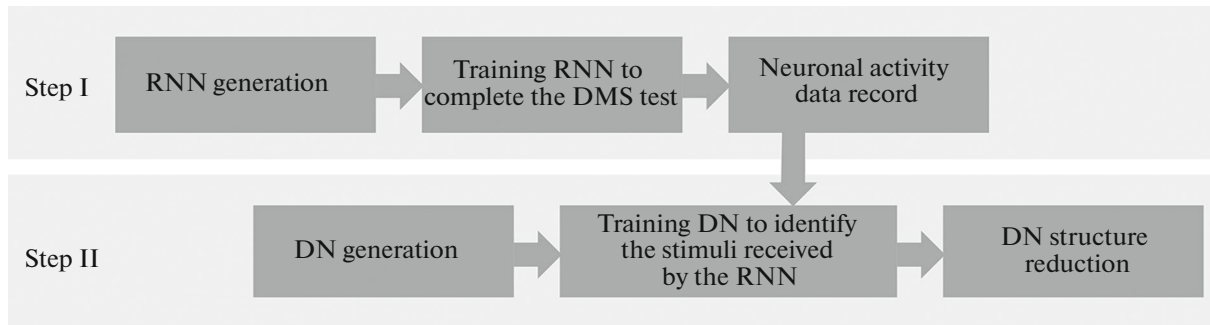 Step I
RNN generation
Training RNN to
complete the DMS test
Neuronal activity
data record
Step II
DN generation
Training DN to identify
the stimuli received
by the RNN
DN structure
reduction